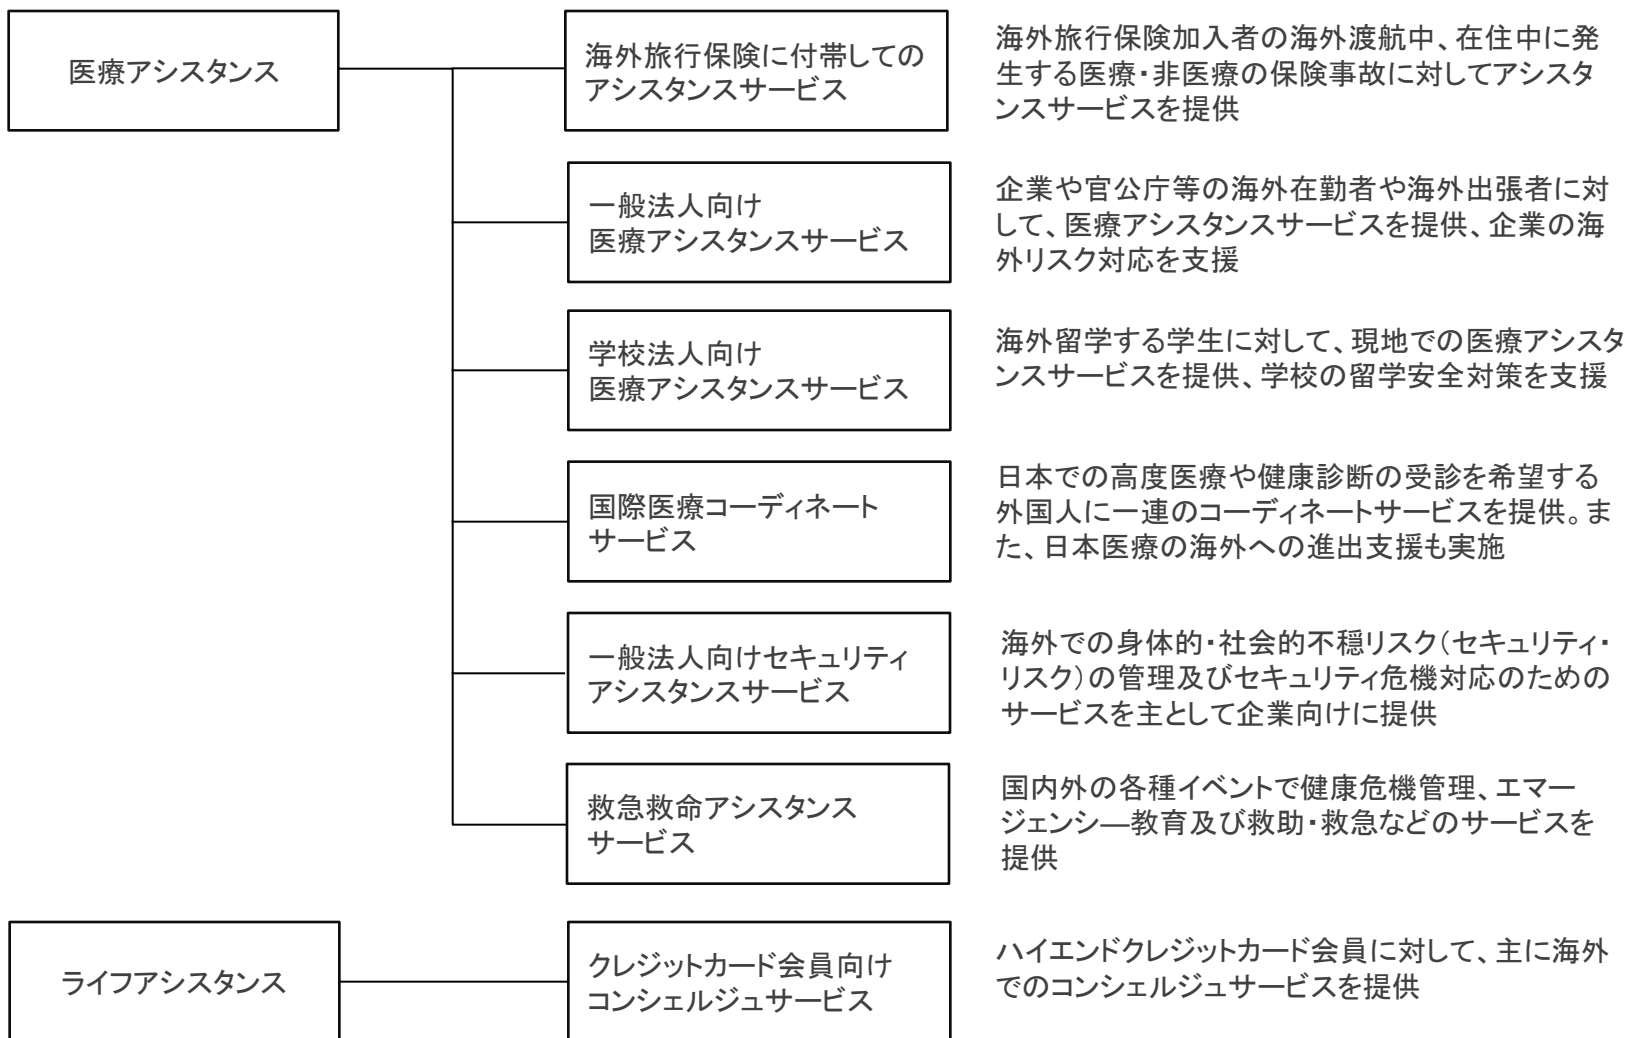 医療アシスタンス
海外旅行保険に付帯しての
アシスタンスサービス
海外旅行保険加入者の海外渡航中、在住中に発
生する医療・非医療の保険事故に対してアシスタ
ンスサービスを提供
一般法人向け
医療アシスタンスサービス
企業や官公庁等の海外在勤者や海外出張者に対
して、医療アシスタンスサービスを提供、企業の海
外リスク対応を支援
学校法人向け
医療アシスタンスサービス
海外留学する学生に対して、現地での医療アシスタ
ンスサービスを提供、学校の留学安全対策を支援
国際医療コーディネート
サービス
日本での高度医療や健康診断の受診を希望する
外国人に一連のコーディネートサービスを提供。ま
た、日本医療の海外への進出支援も実施
一般法人向けセキュリティ
アシスタンスサービス
海外での身体的・社会的不穏リスク（セキュリティ・
リスク）の管理及びセキュリティ危機対応のための
サービスを主として企業向けに提供
救急救命アシスタンス
サービス
国内外の各種イベントで健康危機管理、エマー
ジェンシ―教育及び救助・救急などのサービスを
提供
ライフアシスタンス
クレジットカード会員向け
コンシェルジュサービス
ハイエンドクレジットカード会員に対して、主に海外
でのコンシェルジュサービスを提供